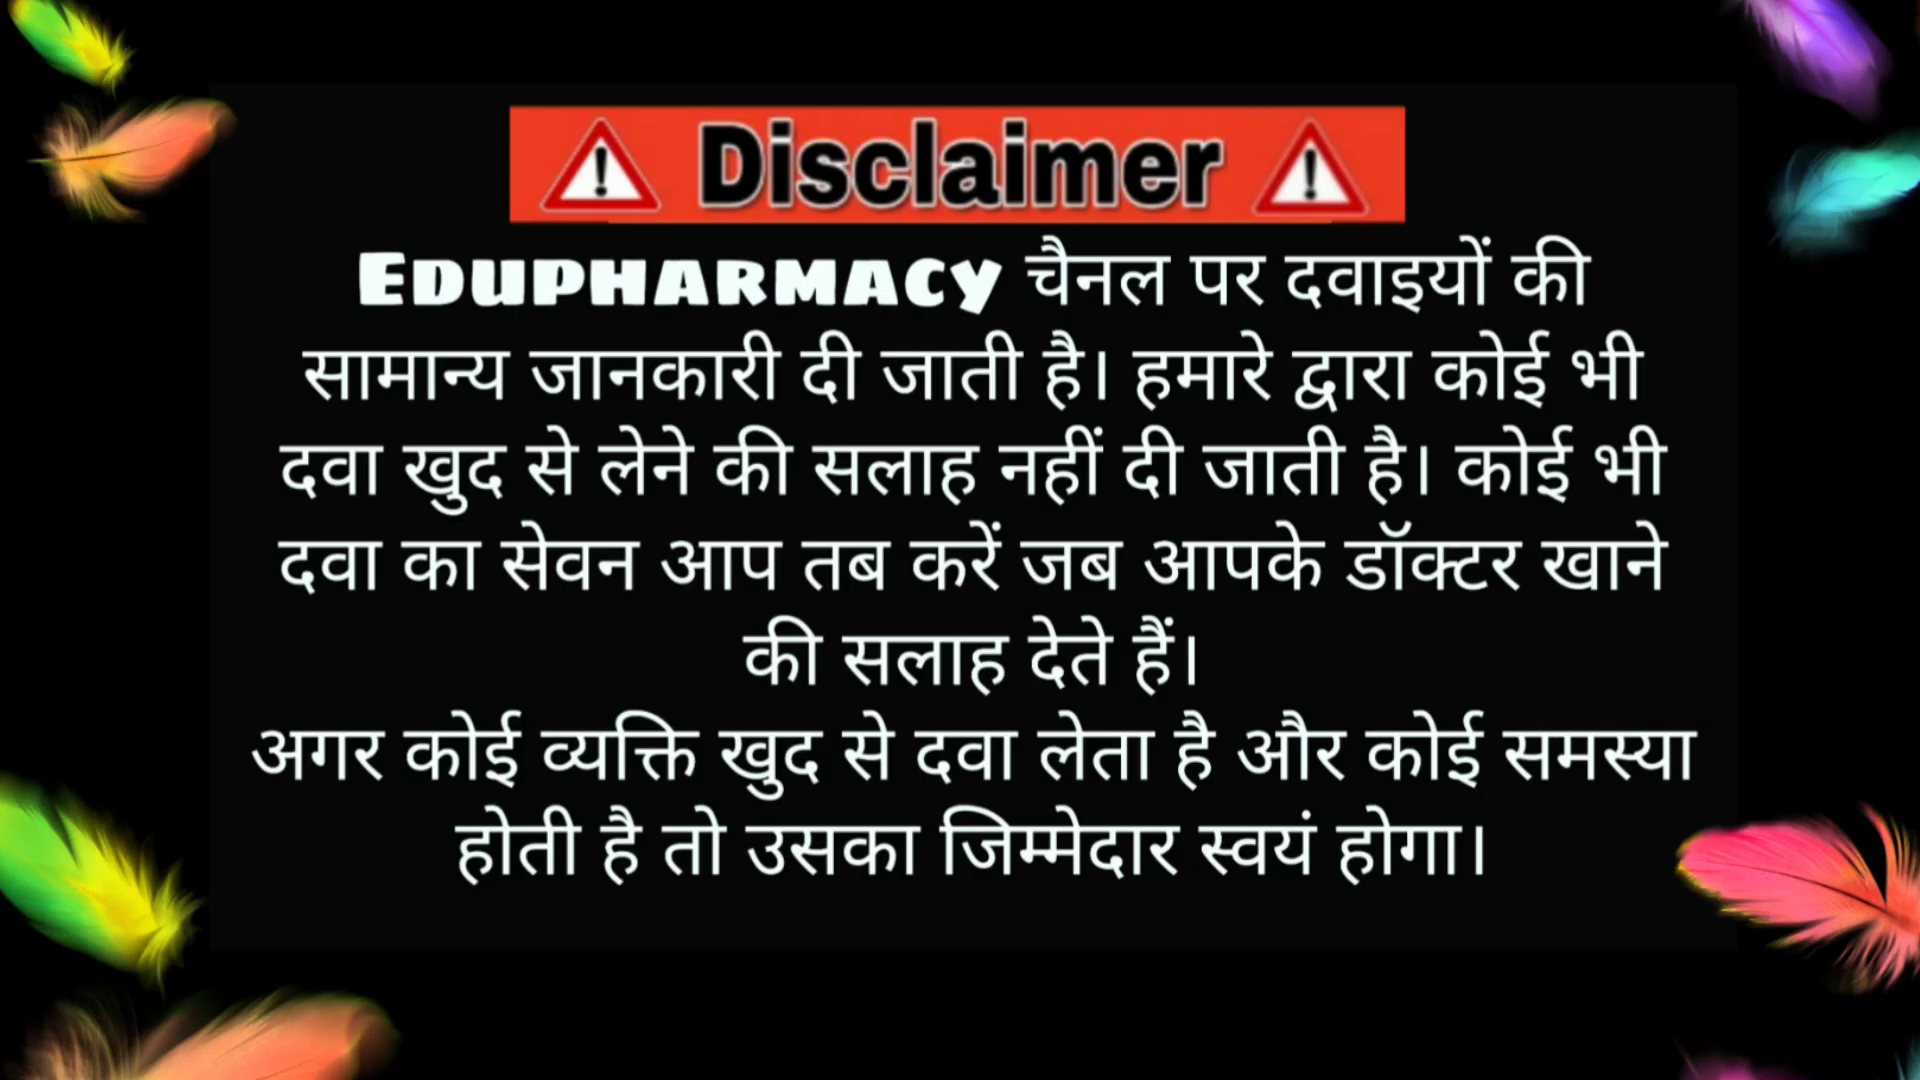 Disclaimer
Edupharmacy चैनल पर दवाइयों की
सामान्य जानकारी दी जाती है। हमारे द्वारा कोई भी
दवा खुद से लेने की सलाह नहीं दी जाती है। कोई भी
दवा का सेवन आप तब करें जब आपके डॉक्टर खाने
की सलाह देते हैं।
अगर कोई व्यक्ति खुद से दवा लेता है और कोई समस्या
होती है तो उसका जिम्मेदार स्वयं होगा।